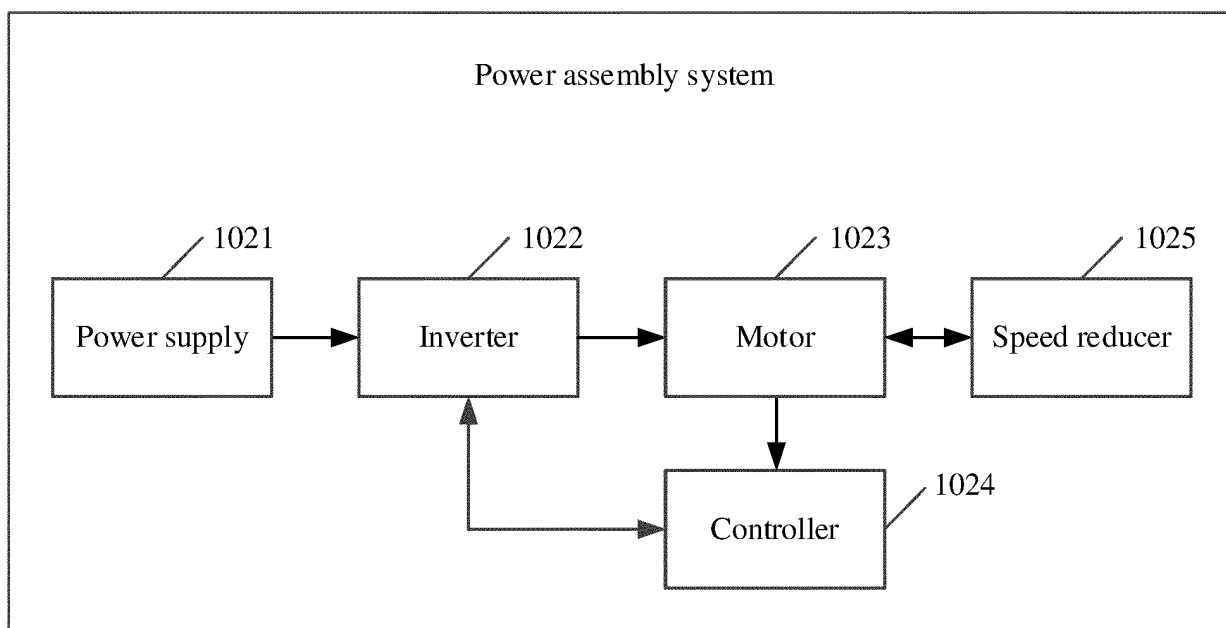 Power assembly system
1021
1022
1023
1025
Power supply
Inverter
Motor
Speed reducer
1024
Controller